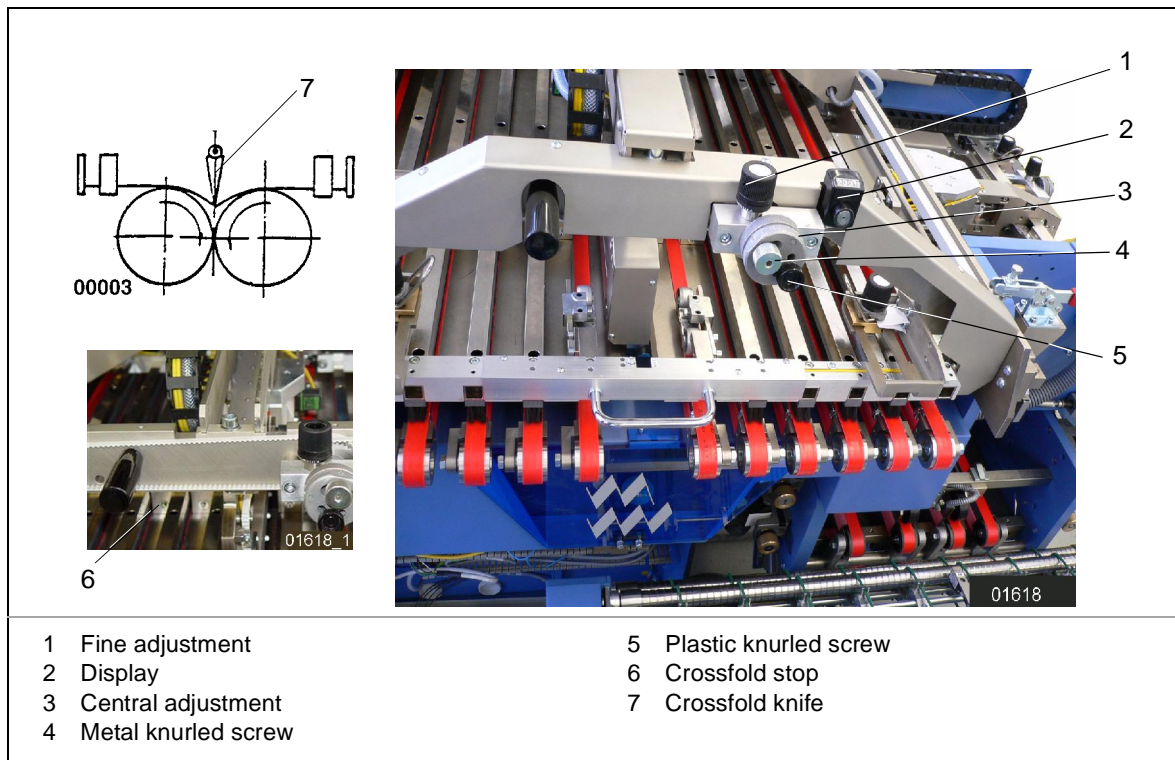 7
1
2
3
4
5
00003
01618_1
6
01618
1 Fine adjustment
2 Display
3 Central adjustment
4 Metal knurled screw
5 Plastic knurled screw
6 Crossfold stop
7 Crossfold knife